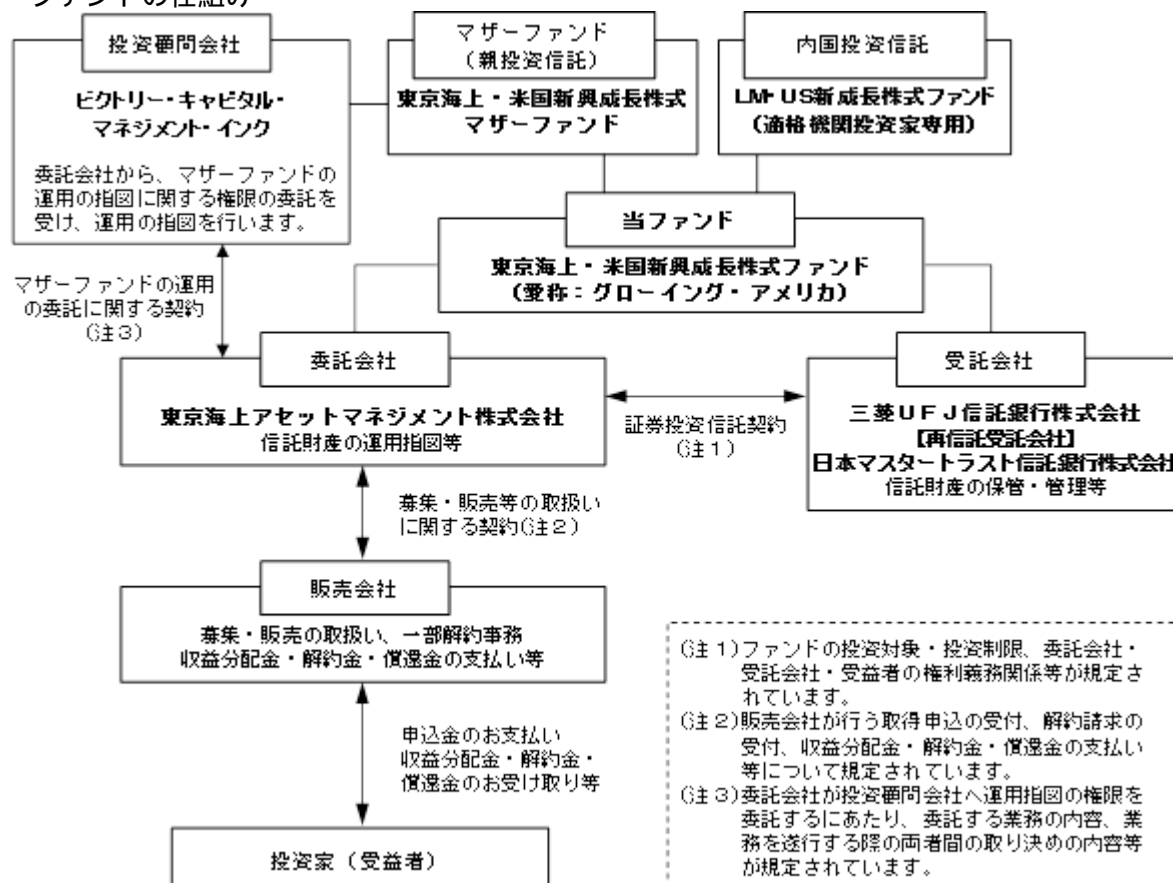 ファンドの仕組み
投資顧問会社
ビクトリー・キャピタル・
マネジメント・インク
委託会社から、マザーファンドの
運用の指図に関する権限の委託を
受け、運用の指図を行います。
マザーファンド
（親投資信託）
東京海上・米国新興成長株式
マザーファンド
内国投資信託
LM・US新成長株式ファンド
（適格機関投資家専用）
当ファンド
東京海上・米国新興成長株式ファンド
（愛称：グローイング・アメリカ）
マザーファンドの運用
の委託に関する契約
（注３）
委託会社
東京海上アセットマネジメント株式会社
信託財産の運用指図等
証券投資信託契約
（注１）
受託会社
三菱ＵＦＪ信託銀行株式会社
【再信託受託会社】
日本マスタートラスト信託銀行株式会社
信託財産の保管・管理等
募集・販売等の取扱い
に関する契約（注２）
販売会社
募集・販売の取扱い、一部解約事務
収益分配金・解約金・償還金の支払い等
申込金のお支払い
収益分配金・解約金・
償還金のお受け取り等
投資家（受益者）
（注１）ファンドの投資対象・投資制限、委託会社・
受託会社・受益者の権利義務関係等が規定さ
れています。
（注２）販売会社が行う取得申込の受付、解約請求の
受付、収益分配金・解約金・償還金の支払い
等について規定されています。
（注３）委託会社が投資顧問会社へ運用指図の権限を
委託するにあたり、委託する業務の内容、業
務を遂行する際の両者間の取り決めの内容等
が規定されています。